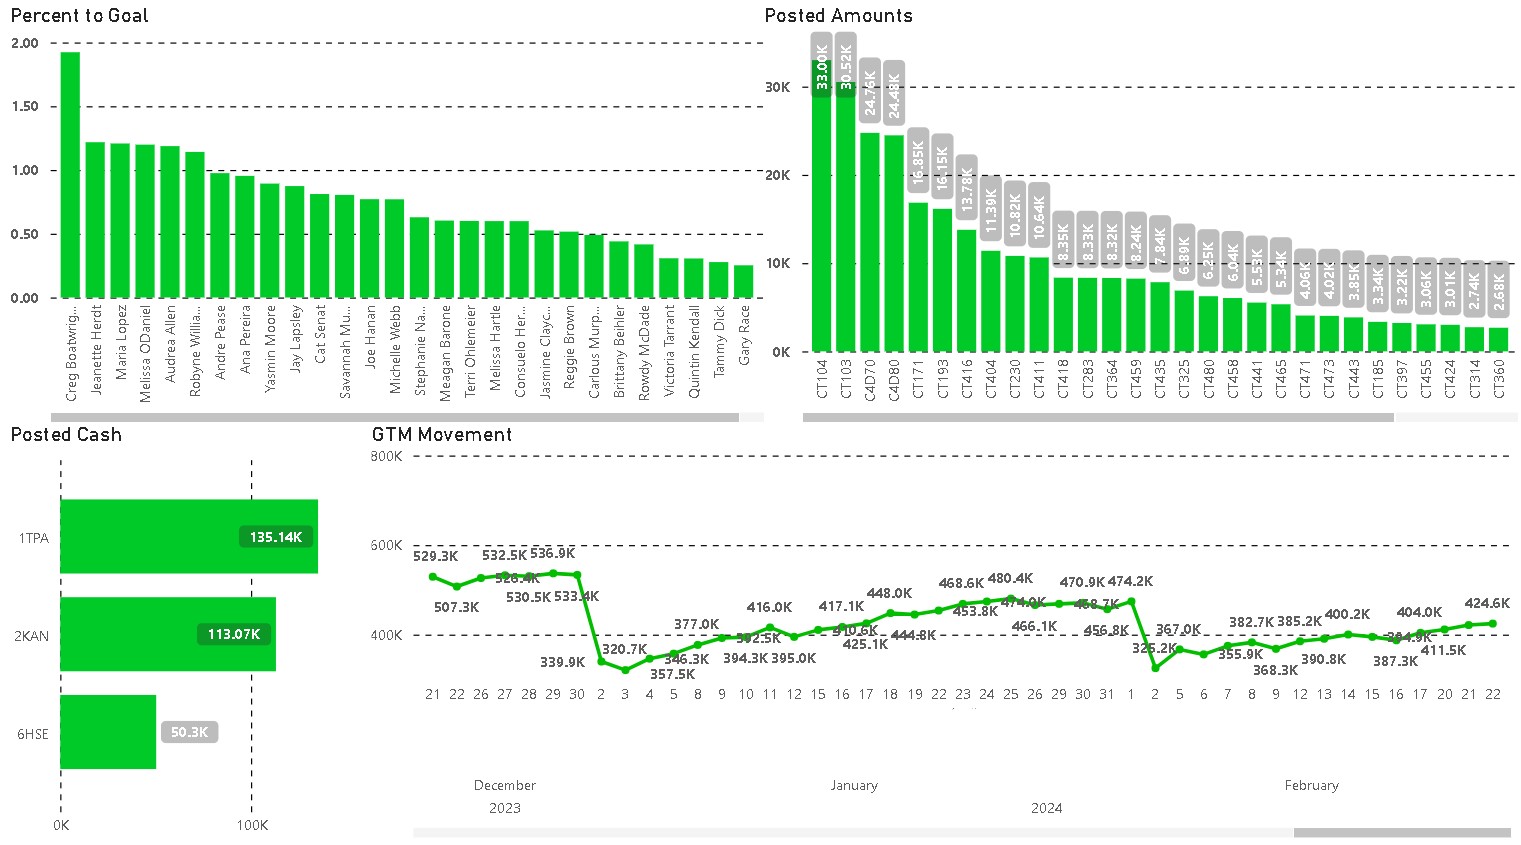 Percent to Goal
2.00
1.50
1.00
0.50
0.00
Creg Boatwrig...
Jeanette Herdt
Maria Lopez
Melissa ODaniel
Audrea Allen
Robyne Willia...
Andre Pease
Ana Pereira
Yasmin Moore
Jay Lapsley
Cat Senat
Savannah Mu...
Joe Hanan
Michelle Webb
Stephanie Na...
Meagan Barone
Terri Ohlemeier
Melissa Hartle
Consuelo Her...
Jasmine Clayc...
Reggie Brown
Carlous Murp...
Brittany Beihler
Rowdy McDade
Victoria Tarrant
Quintin Kendall
Tammy Dick
Gary Race
Posted Amounts
30K
20K
10K
0K
33.00K
30.52K
24.76K
24.43K
16.85K
16.15K
13.78K
11.39K
10.82K
10.64K
8.35K
8.33K
8.32K
8.24K
7.84K
6.89K
6.25K
6.04K
5.53K
5.34K
4.06K
4.02K
3.85K
3.34K
3.22K
3.06K
3.01K
2.74K
2.68K
CT104
CT103
C4D70
C4D80
CT171
CT193
CT416
CT404
CT230
CT411
CT418
CT283
CT364
CT459
CT435
CT325
CT480
CT458
CT441
CT465
CT471
CT473
CT443
CT185
CT397
CT455
CT424
CT314
CT360
Posted Cash
1TPA
135.14K
2KAN
113.07K
6HSE
50.3K
0K 100K
GTM Movement
800K
600K
400K
529.3K
507.3K
532.5K
526.4K
530.5K
536.9K
533.4K
339.9K
320.7K
346.3K
357.5K
377.0K
394.3K
392.5K
416.0K
395.0K
417.1K
410.6K
425.1K
448.0K
444.8K
453.8K
468.6K
474.0K
480.4K
466.1K
468.7K
470.9K
456.8K
474.2K
325.2K
367.0K
355.9K
382.7K
368.3K
385.2K
390.8K
400.2K
387.3K
394.9K
404.0K
411.5K
424.6K
21 22 26 27 28 29 30 2 3 4 5 8 9 10 11 12 15 16 17 18 19 22 23 24 25 26 29 30 31 1 2 5 6 7 8 9 12 13 14 15 16 17 20 21 22
December January February
2023 2024